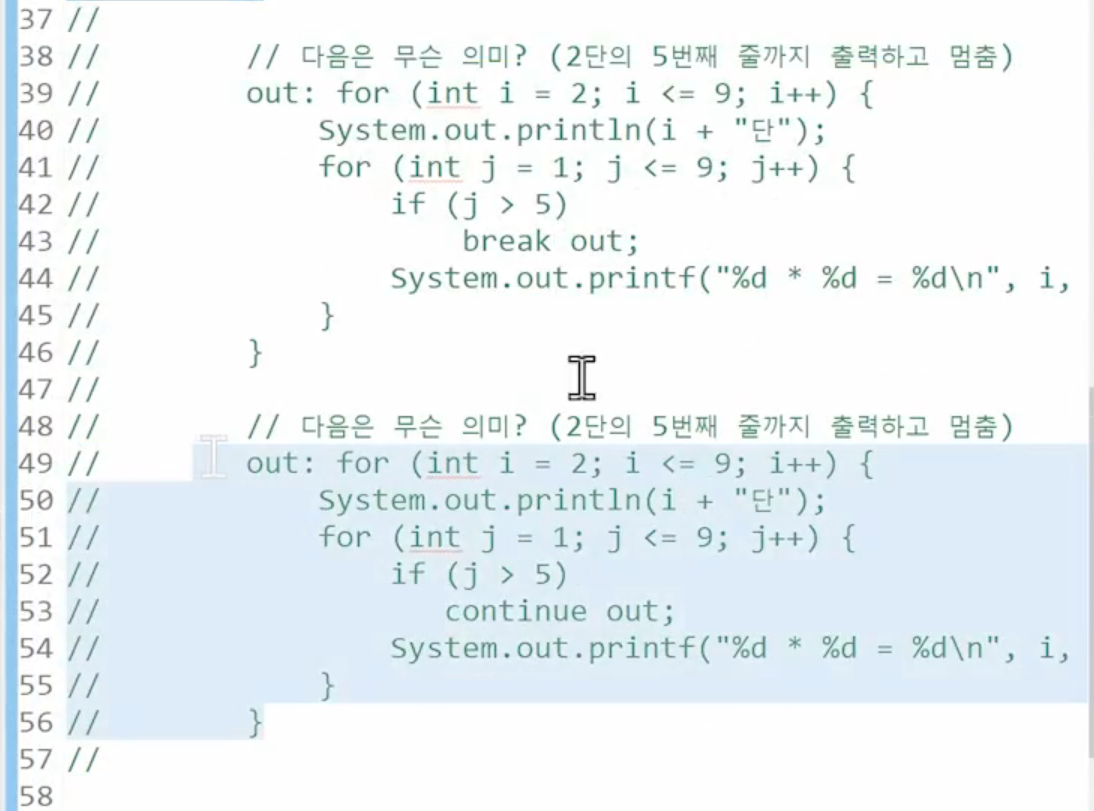 37 //
38 //        // 다음은 무슨 의미? (2단의 5번째 줄까지 출력하고 멈춤)
39 //        out: for (int i = 2; i <= 9; i++) {
40 //            System.out.println(i + "단");
41 //            for (int j = 1; j <= 9; j++) {
42 //                if (j > 5)
43 //                    break out;
44 //                System.out.printf("%d * %d = %d\n", i,
45 //            }
46 //        }
47 //
48 //        // 다음은 무슨 의미? (2단의 5번째 줄까지 출력하고 멈춤)
49 //        out: for (int i = 2; i <= 9; i++) {
50 //            System.out.println(i + "단");
51 //            for (int j = 1; j <= 9; j++) {
52 //                if (j > 5)
53 //                   continue out;
54 //                System.out.printf("%d * %d = %d\n", i,
55 //            }
56 //        }
57 //
58